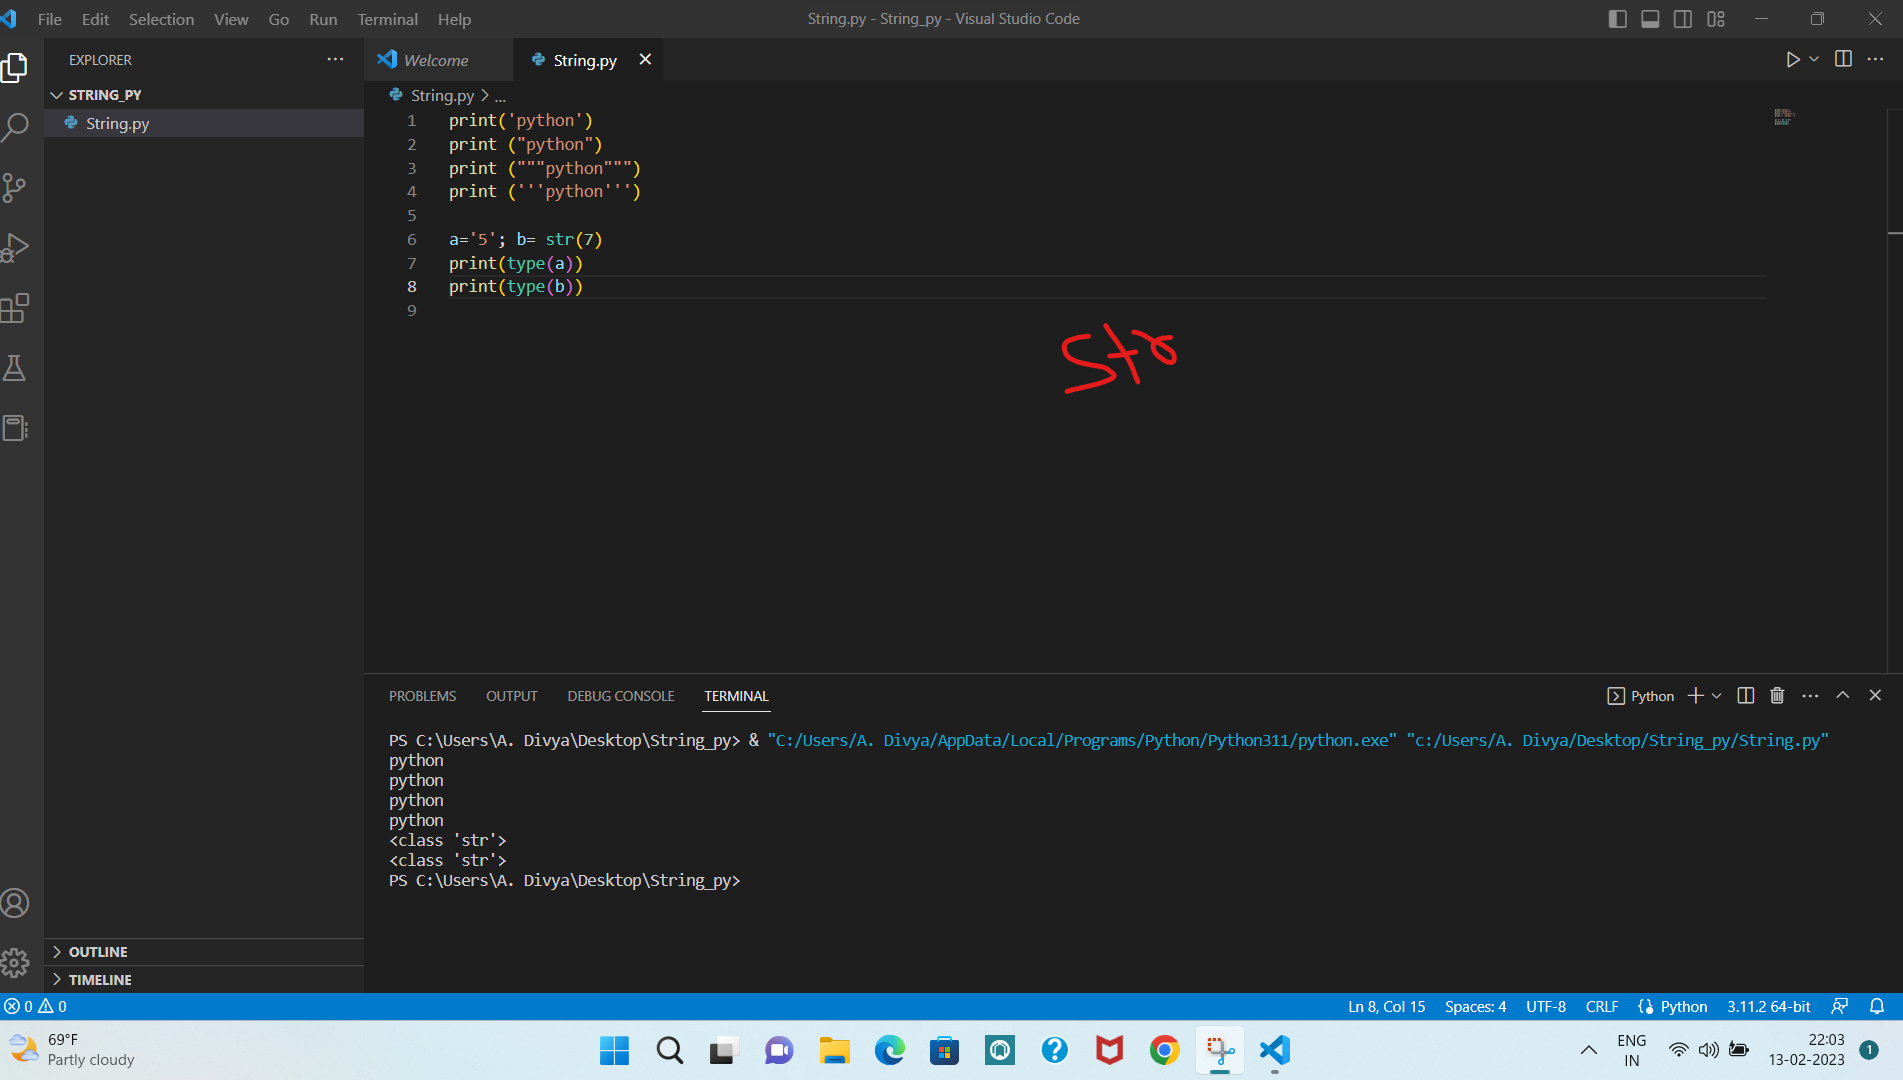 File Edit Selection View Go Run Terminal Help
String.py - String_py - Visual Studio Code
EXPLORER
Welcome
String.py
STRING_PY
String.py
String.py > ...
1 print('python')
2 print ("python")
3 print ("""python""")
4 print ('''python''')
5
6 a='5'; b= str(7)
7 print(type(a))
8 print(type(b))
9
Str
PROBLEMS OUTPUT DEBUG CONSOLE TERMINAL
Python
PS C:\Users\A. Divya\Desktop\String_py> & "C:/Users/A. Divya/AppData/Local/Programs/Python/Python311/python.exe" "c:/Users/A. Divya/Desktop/String_py/String.py"
python
python
python
python
<class 'str'>
<class 'str'>
PS C:\Users\A. Divya\Desktop\String_py>
OUTLINE
TIMELINE
0 0
Ln 8, Col 15 Spaces: 4 UTF-8 CRLF Python 3.11.2 64-bit
69°F
Partly cloudy
ENG
IN
22:03
13-02-2023
1